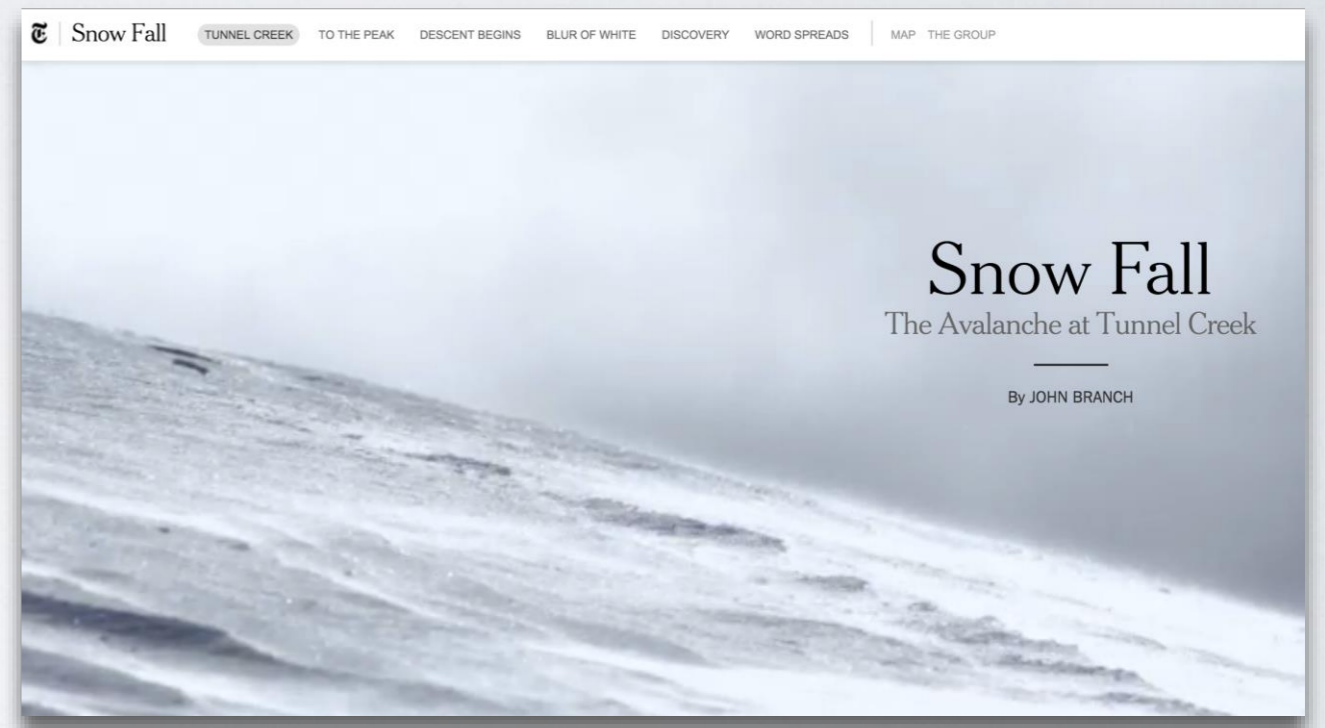 T Snow Fall TUNNEL CREEK TO THE PEAK DESCENT BEGINS BLUR OF WHITE DISCOVERY WORD SPREADS MAP THE GROUP
Snow Fall
The Avalanche at Tunnel Creek
By JOHN BRANCH